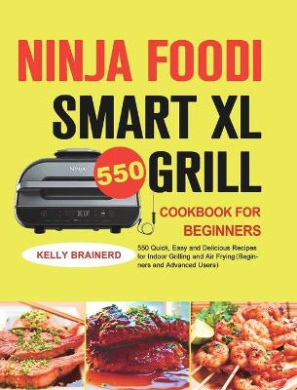 NINJA FOODI
SMART XL
550 GRILL
NINJA
COOKBOOK FOR
BEGINNERS
KELLY BRAINERD
550 Quick, Easy and Delicious Recipes
for Indoor Grilling and Air Frying (Begin-
ners and Advanced Users)